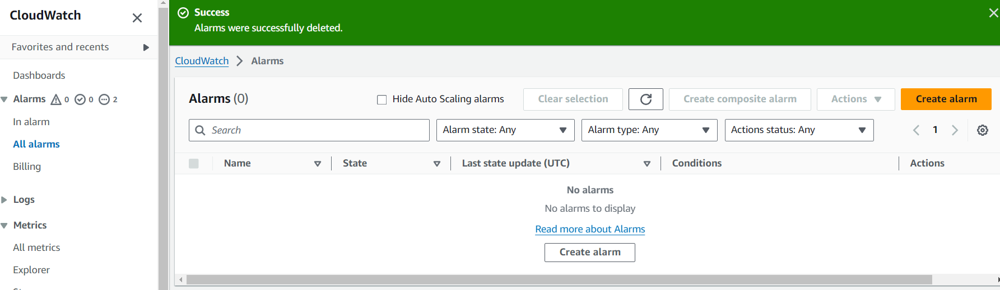 CloudWatch
Favorites and recents
Dashboards
Alarms 0 0 2
In alarm
All alarms
Billing
Logs
Metrics
All metrics
Explorer
Success
Alarms were successfully deleted.
CloudWatch Alarms
Alarms (0)
Hide Auto Scaling alarms
Clear selection
Create composite alarm
Actions
Create alarm
Search
Alarm state: Any
Alarm type: Any
Actions status: Any
1
Name State Last state update (UTC) Conditions Actions
No alarms
No alarms to display
Read more about Alarms
Create alarm